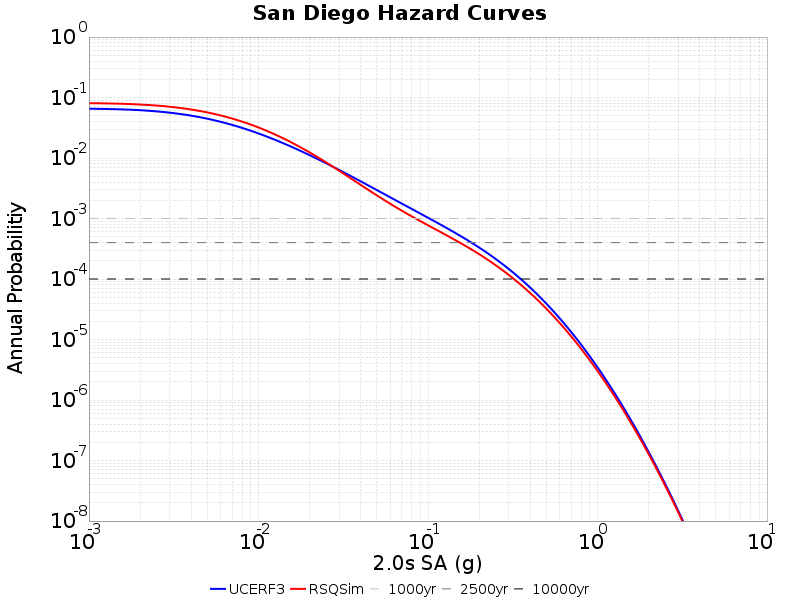 San Diego Hazard Curves
10^0
10^-1
10^-2
10^-3
10^-4
10^-5
10^-6
10^-7
10^-8
Annual Probabilitiy
10^-3 10^-2 10^-1 10^0 10^1
2.0s SA (g)
UCERF3 RSQSim 1000yr 2500yr 10000yr